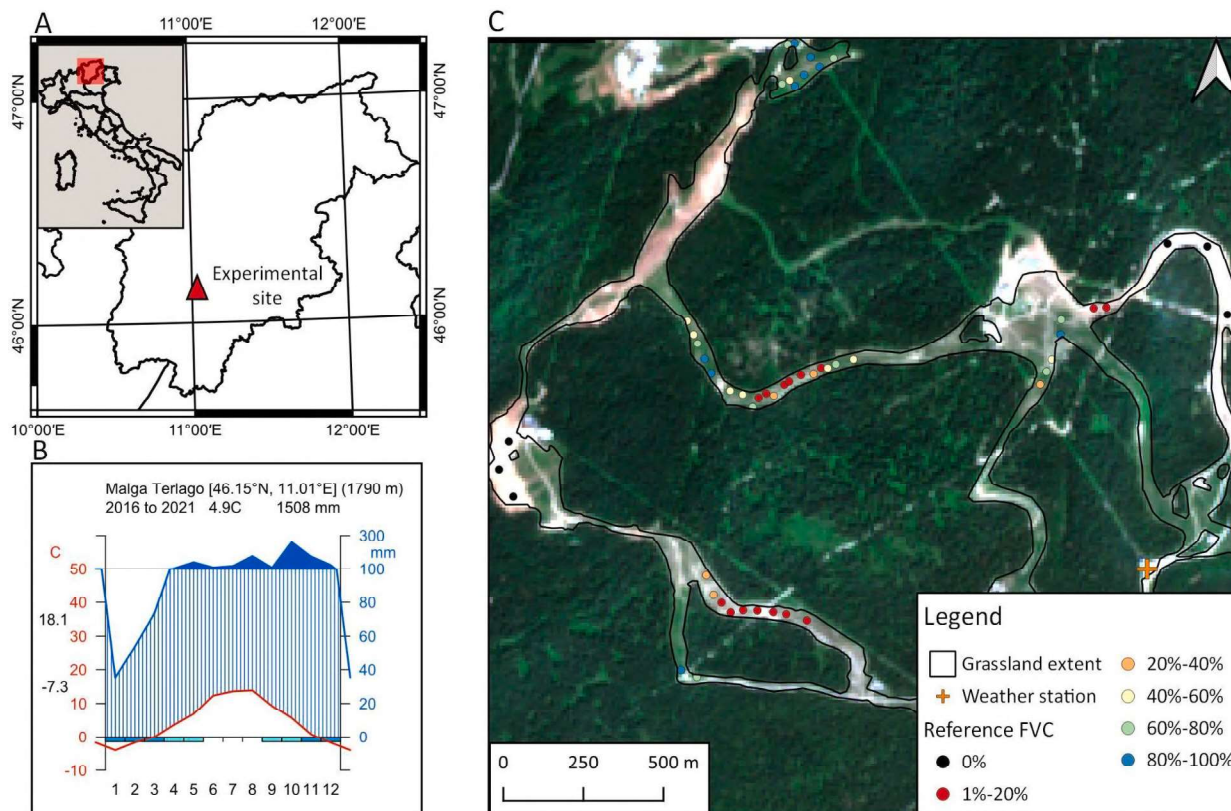 A
11°00′E
12°00′E
47°00′N
47°00′N
Experimental
site
46°00′N
46°00′N
10°00′E
11°00′E
12°00′E
B
Malga Terlago [46.15°N, 11.01°E] (1790 m)
2016 to 2021 4.9C 1508 mm
C
300
mm
50
100
40
80
18.1
30
60
20
40
-7.3
10
20
0
0
-10
1 2 3 4 5 6 7 8 9 10 11 12
C
0 250 500 m
Legend
Grassland extent
Weather station
Reference FVC
0%
1%-20%
20%-40%
40%-60%
60%-80%
80%-100%